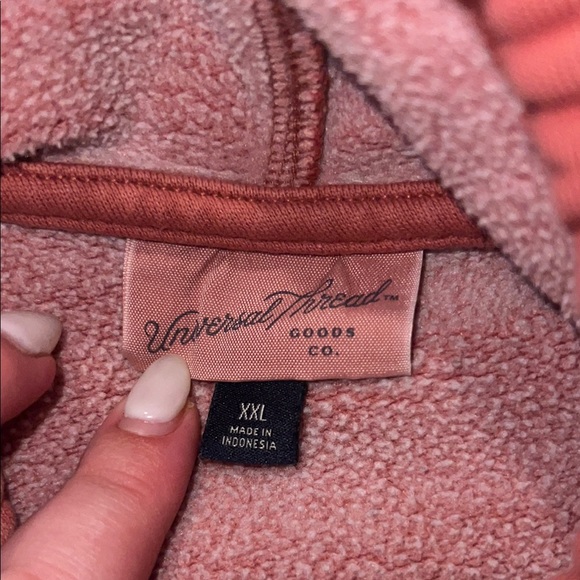 Universal Thread™
GOODS
CO.
XXL
MADE IN
INDONESIA